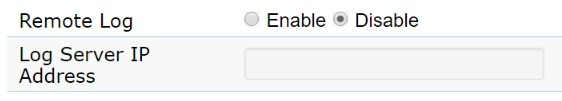 Remote Log Enable Disable
Log Server IP
Address